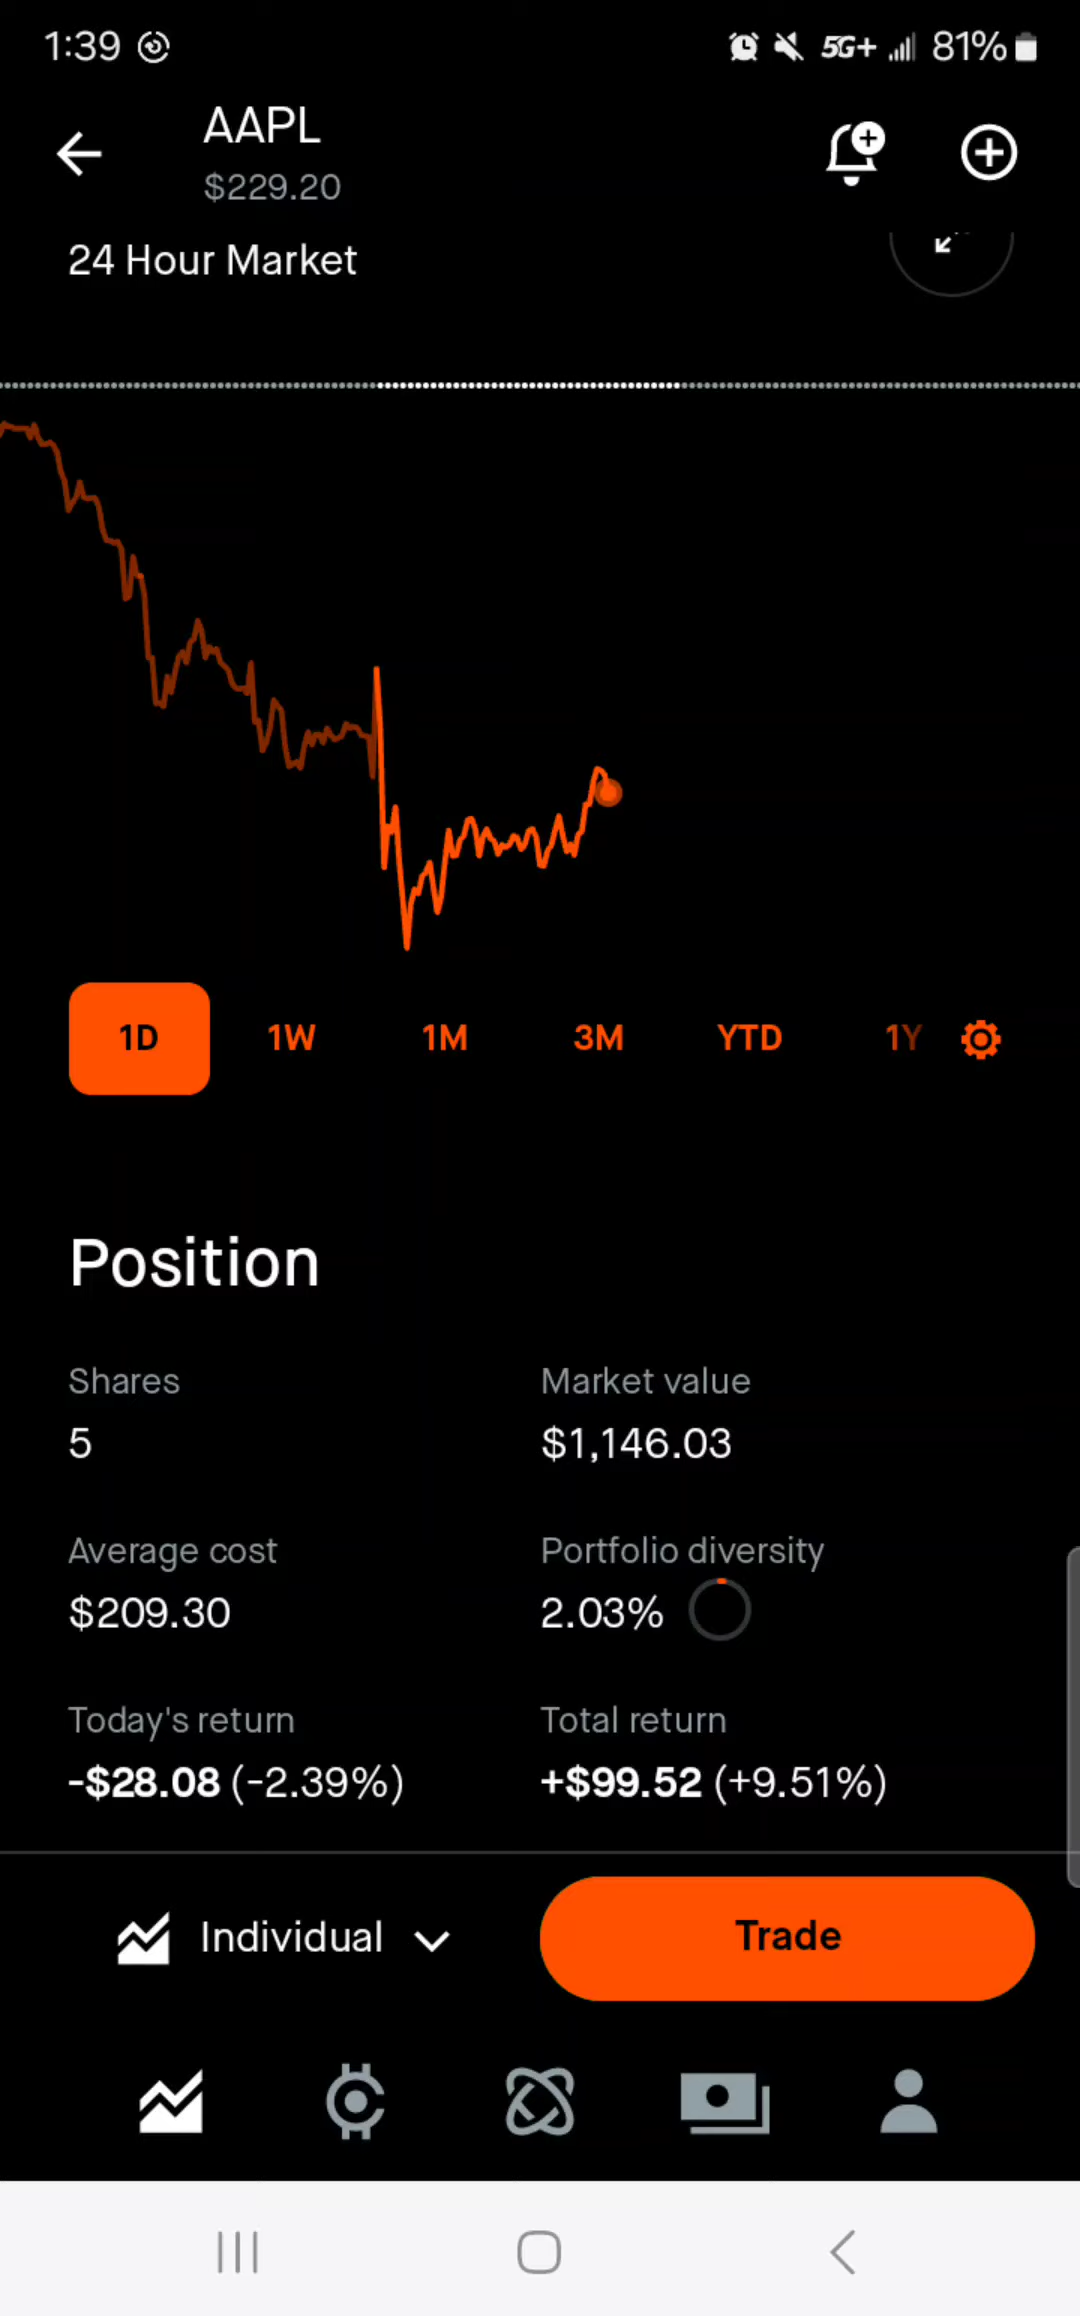 1:39 5G+ 81%
AAPL
$229.20
24 Hour Market
1D 1W 1M 3M YTD 1Y
Position
Shares Market value
5 $1,146.03
Average cost Portfolio diversity
$209.30 2.03%
Today's return Total return
-$28.08 (-2.39%) +$99.52 (+9.51%)
Individual Trade